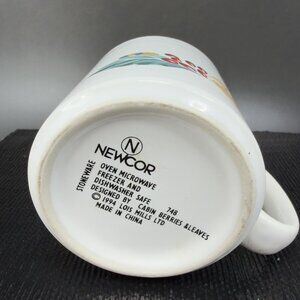 N
NEWCOR
STONEWARE
OVEN MICROWAVE
FREEZER AND
DISHWASHER SAFE 748
DESIGNED BY CABIN BERRIES &LEAVES
©1994 LOIS MILLS LTD
MADE IN CHINA